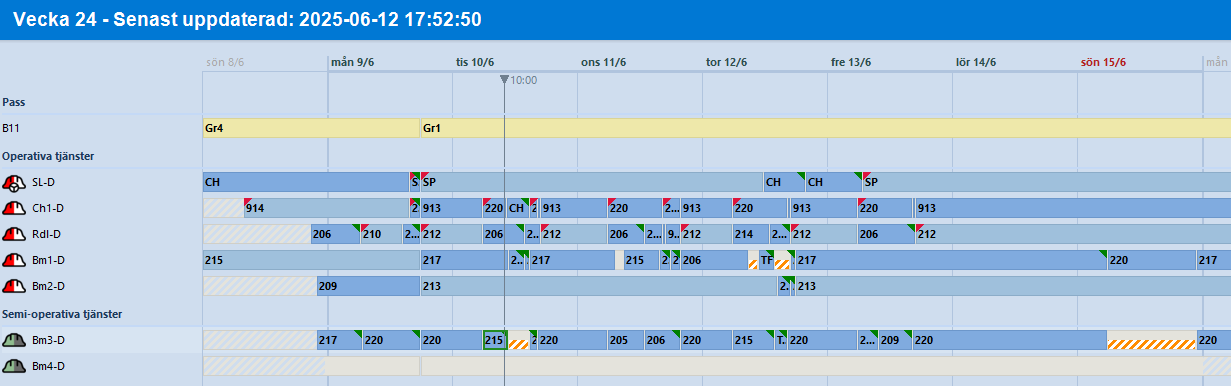 Vecka 24 - Senast uppdaterad: 2025-06-12 17:52:50
sön 8/6 mån 9/6 tis 10/6 ons 11/6 tor 12/6 fre 13/6 lör 14/6 sön 15/6 mån
10:00
Pass
B11 Gr4 Gr1
Operativa tjänster
SL-D CH S SP CH CH SP
Ch1-D 914 2 913 220 CH 2 913 220 2... 913 220 913 220 913
Rdl-D 206 210 2... 212 206 2... 212 206 2... 9... 212 214 2... 212 206 212
Bm1-D 215 217 2... 217 215 2 2 206 TF 217 220 217
Bm2-D 209 213 2. 213
Semi-operativa tjänster
Bm3-D 217 220 220 215 2 220 205 206 220 215 T. 220 2... 209 220 220
Bm4-D